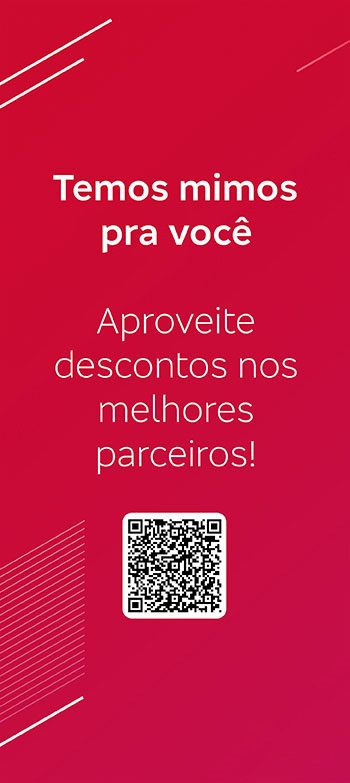 Temos mimos
pra você
Aproveite
descontos nos
melhores
parceiros!